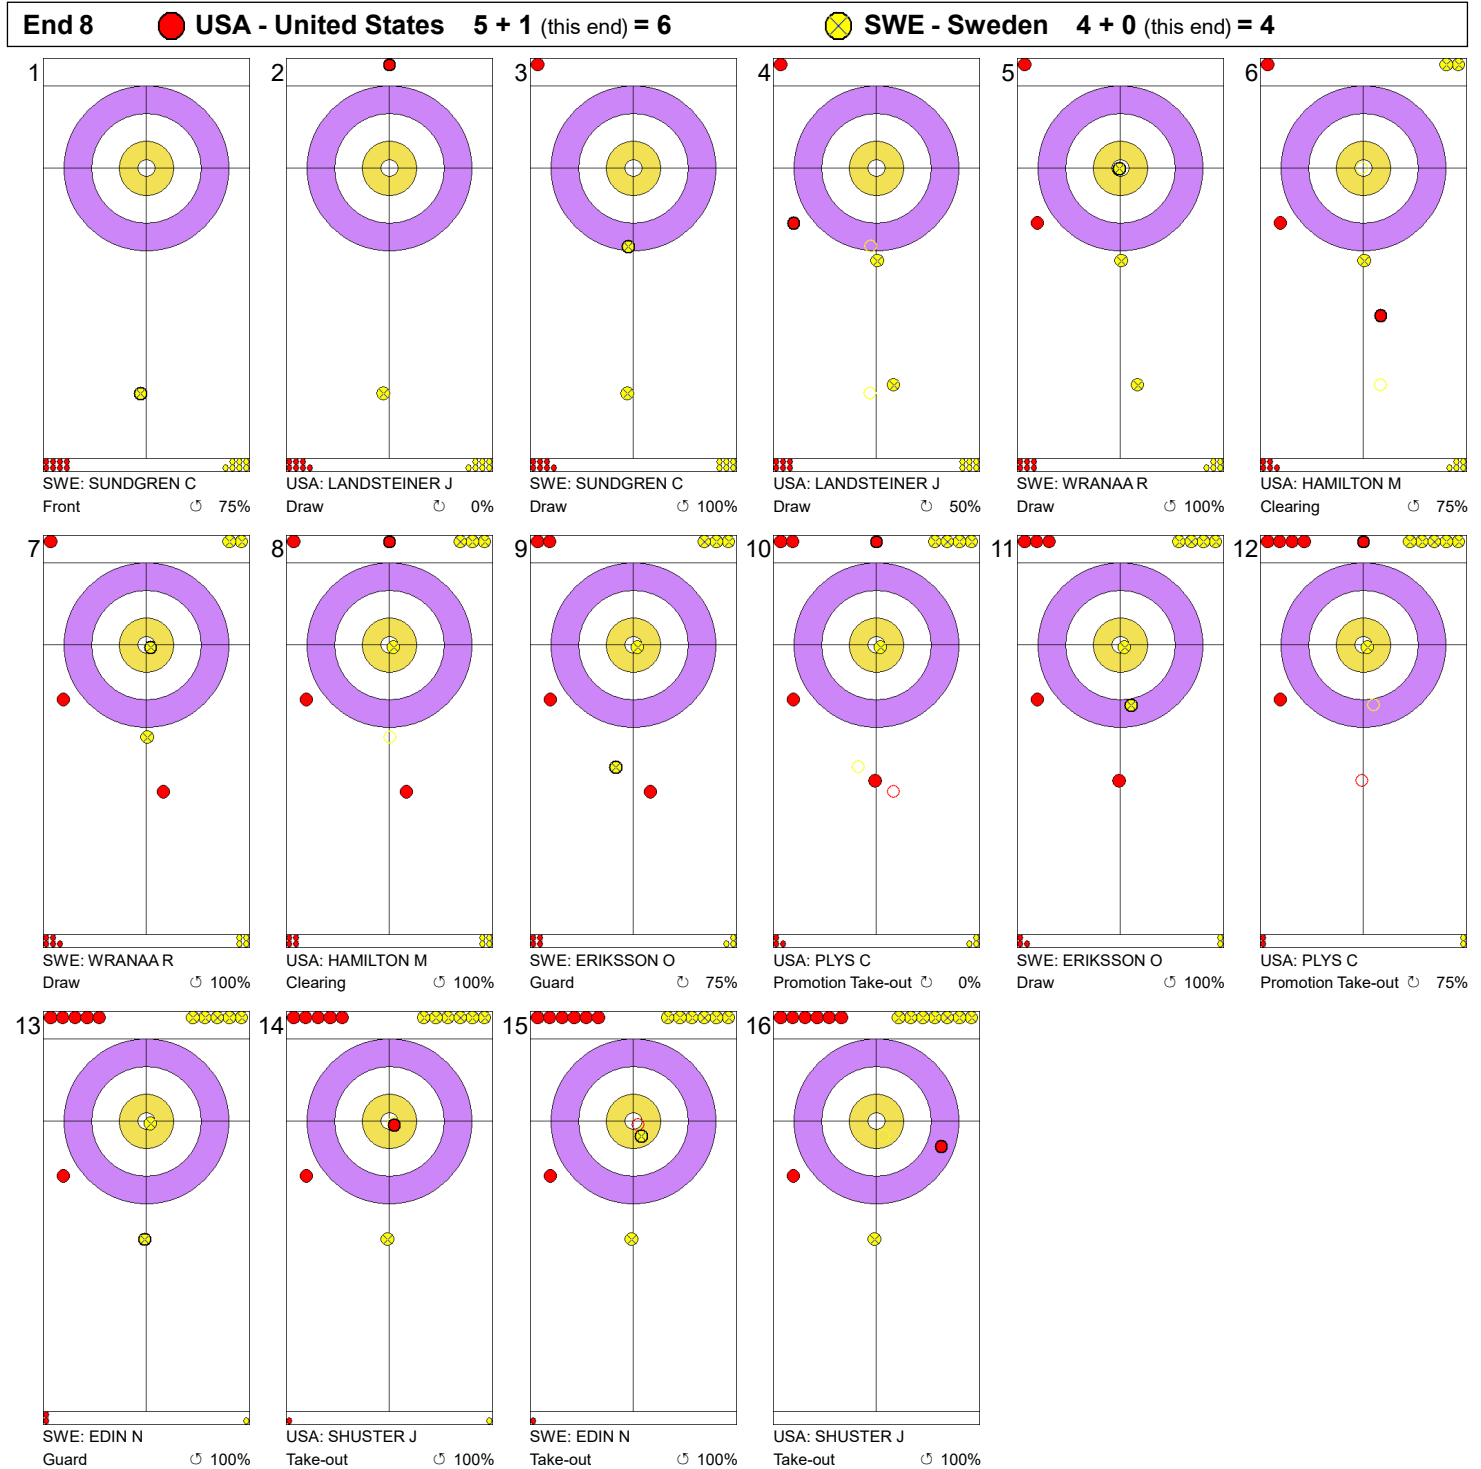 End 8 USA - United States 5 + 1 (this end) = 6 SWE - Sweden 4 + 0 (this end) = 4
1 2 3 4 5 6
SWE: SUNDGREN C USA: LANDSTEINER J SWE: SUNDGREN C USA: LANDSTEINER J SWE: WRANAA R USA: HAMILTON M
Front 75% Draw 0% Draw 100% Draw 50% Draw 100% Clearing 75%
7 8 9 10 11 12
SWE: WRANAA R USA: HAMILTON M SWE: ERIKSSON O USA: PLYS C SWE: ERIKSSON O USA: PLYS C
Draw 100% Clearing 100% Guard 75% Promotion Take-out 0% Draw 100% Promotion Take-out 75%
13 14 15 16
SWE: EDIN N USA: SHUSTER J SWE: EDIN N USA: SHUSTER J
Guard 100% Take-out 100% Take-out 100% Take-out 100%